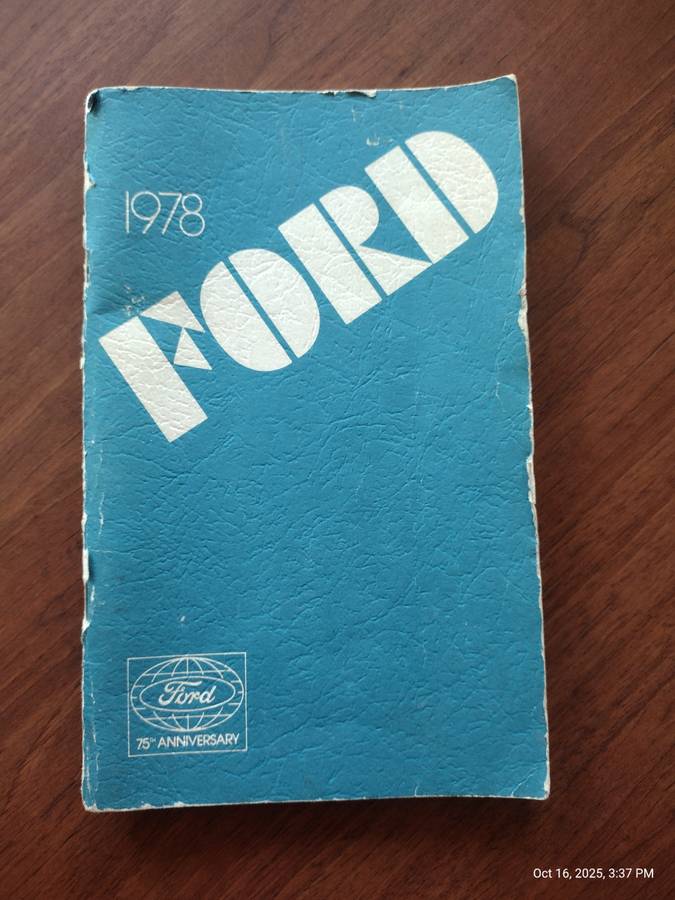 1978
FORD
Ford
75TH ANNIVERSARY
Oct 16, 2025, 3:37 PM